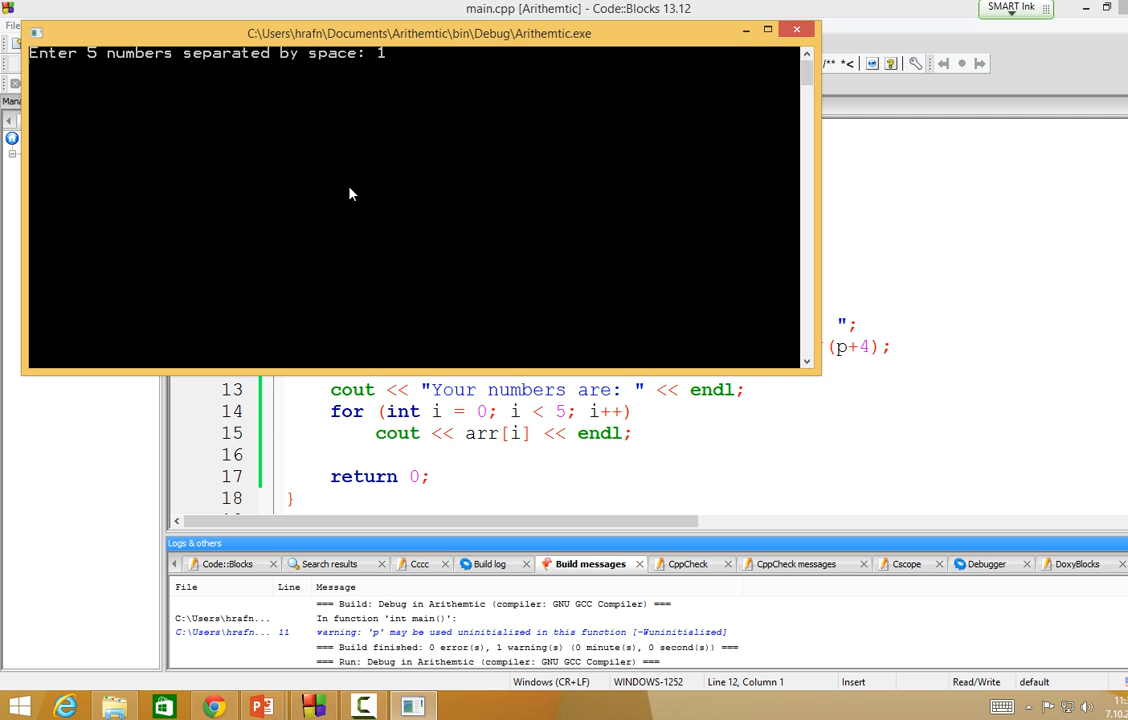 main.cpp [Arithemtic] - Code::Blocks 13.12
SMART Ink
File
C:\Users\hrafn\Documents\Arithemtic\bin\Debug\Arithemtic.exe
Enter 5 numbers separated by space: 1
/** *<
Mana
";
(p+4);
13 cout << "Your numbers are: " << endl;
14 for (int i = 0; i < 5; i++)
15 cout << arr[i] << endl;
16
17 return 0;
18 }
Logs & others
Code::Blocks Search results Cccc Build log Build messages CppCheck CppCheck messages Cscope Debugger DoxyBlocks
File Line Message
=== Build: Debug in Arithemtic (compiler: GNU GCC Compiler) ===
C:\Users\hrafn... In function 'int main()':
C:\Users\hrafn... 11 warning: 'p' may be used uninitialized in this function [-Wuninitialized]
=== Build finished: 0 error(s), 1 warning(s) (0 minute(s), 0 second(s)) ===
=== Run: Debug in Arithemtic (compiler: GNU GCC Compiler) ===
Windows (CR+LF) WINDOWS-1252 Line 12, Column 1 Insert Read/Write default
11:
7.10.2